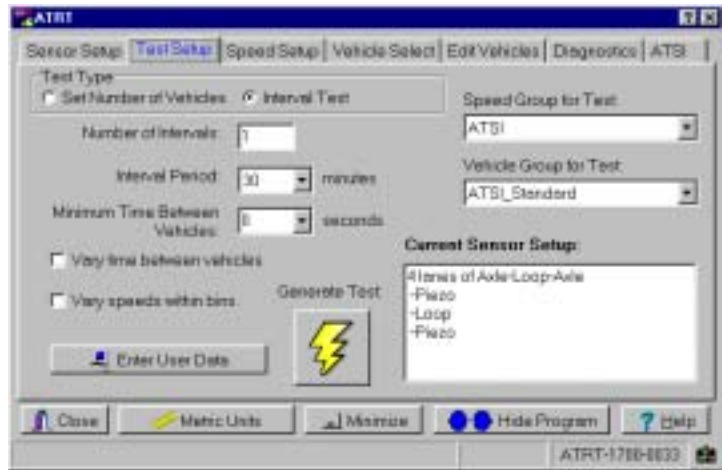 ATRT
Sensor Setup Test Setup Speed Setup Vehicle Select Edit Vehicles Diagnostics ATSI
Test Type
Set Number of Vehicles Interval Test
Number of Intervals: 1
Interval Period: 30 minutes
Minimum Time Between
Vehicles: seconds
Vary time between vehicles
Vary speeds within bins.
Enter User Data
Generate Test
Speed Group for Test:
ATSI
Vehicle Group for Test:
ATSI_Standard
Current Sensor Setup:
4 lanes of Axle-Loop-Axle
-Piezo
-Loop
-Piezo
Close Metric Units Minimize Hide Program Help
ATRT-1700-0033